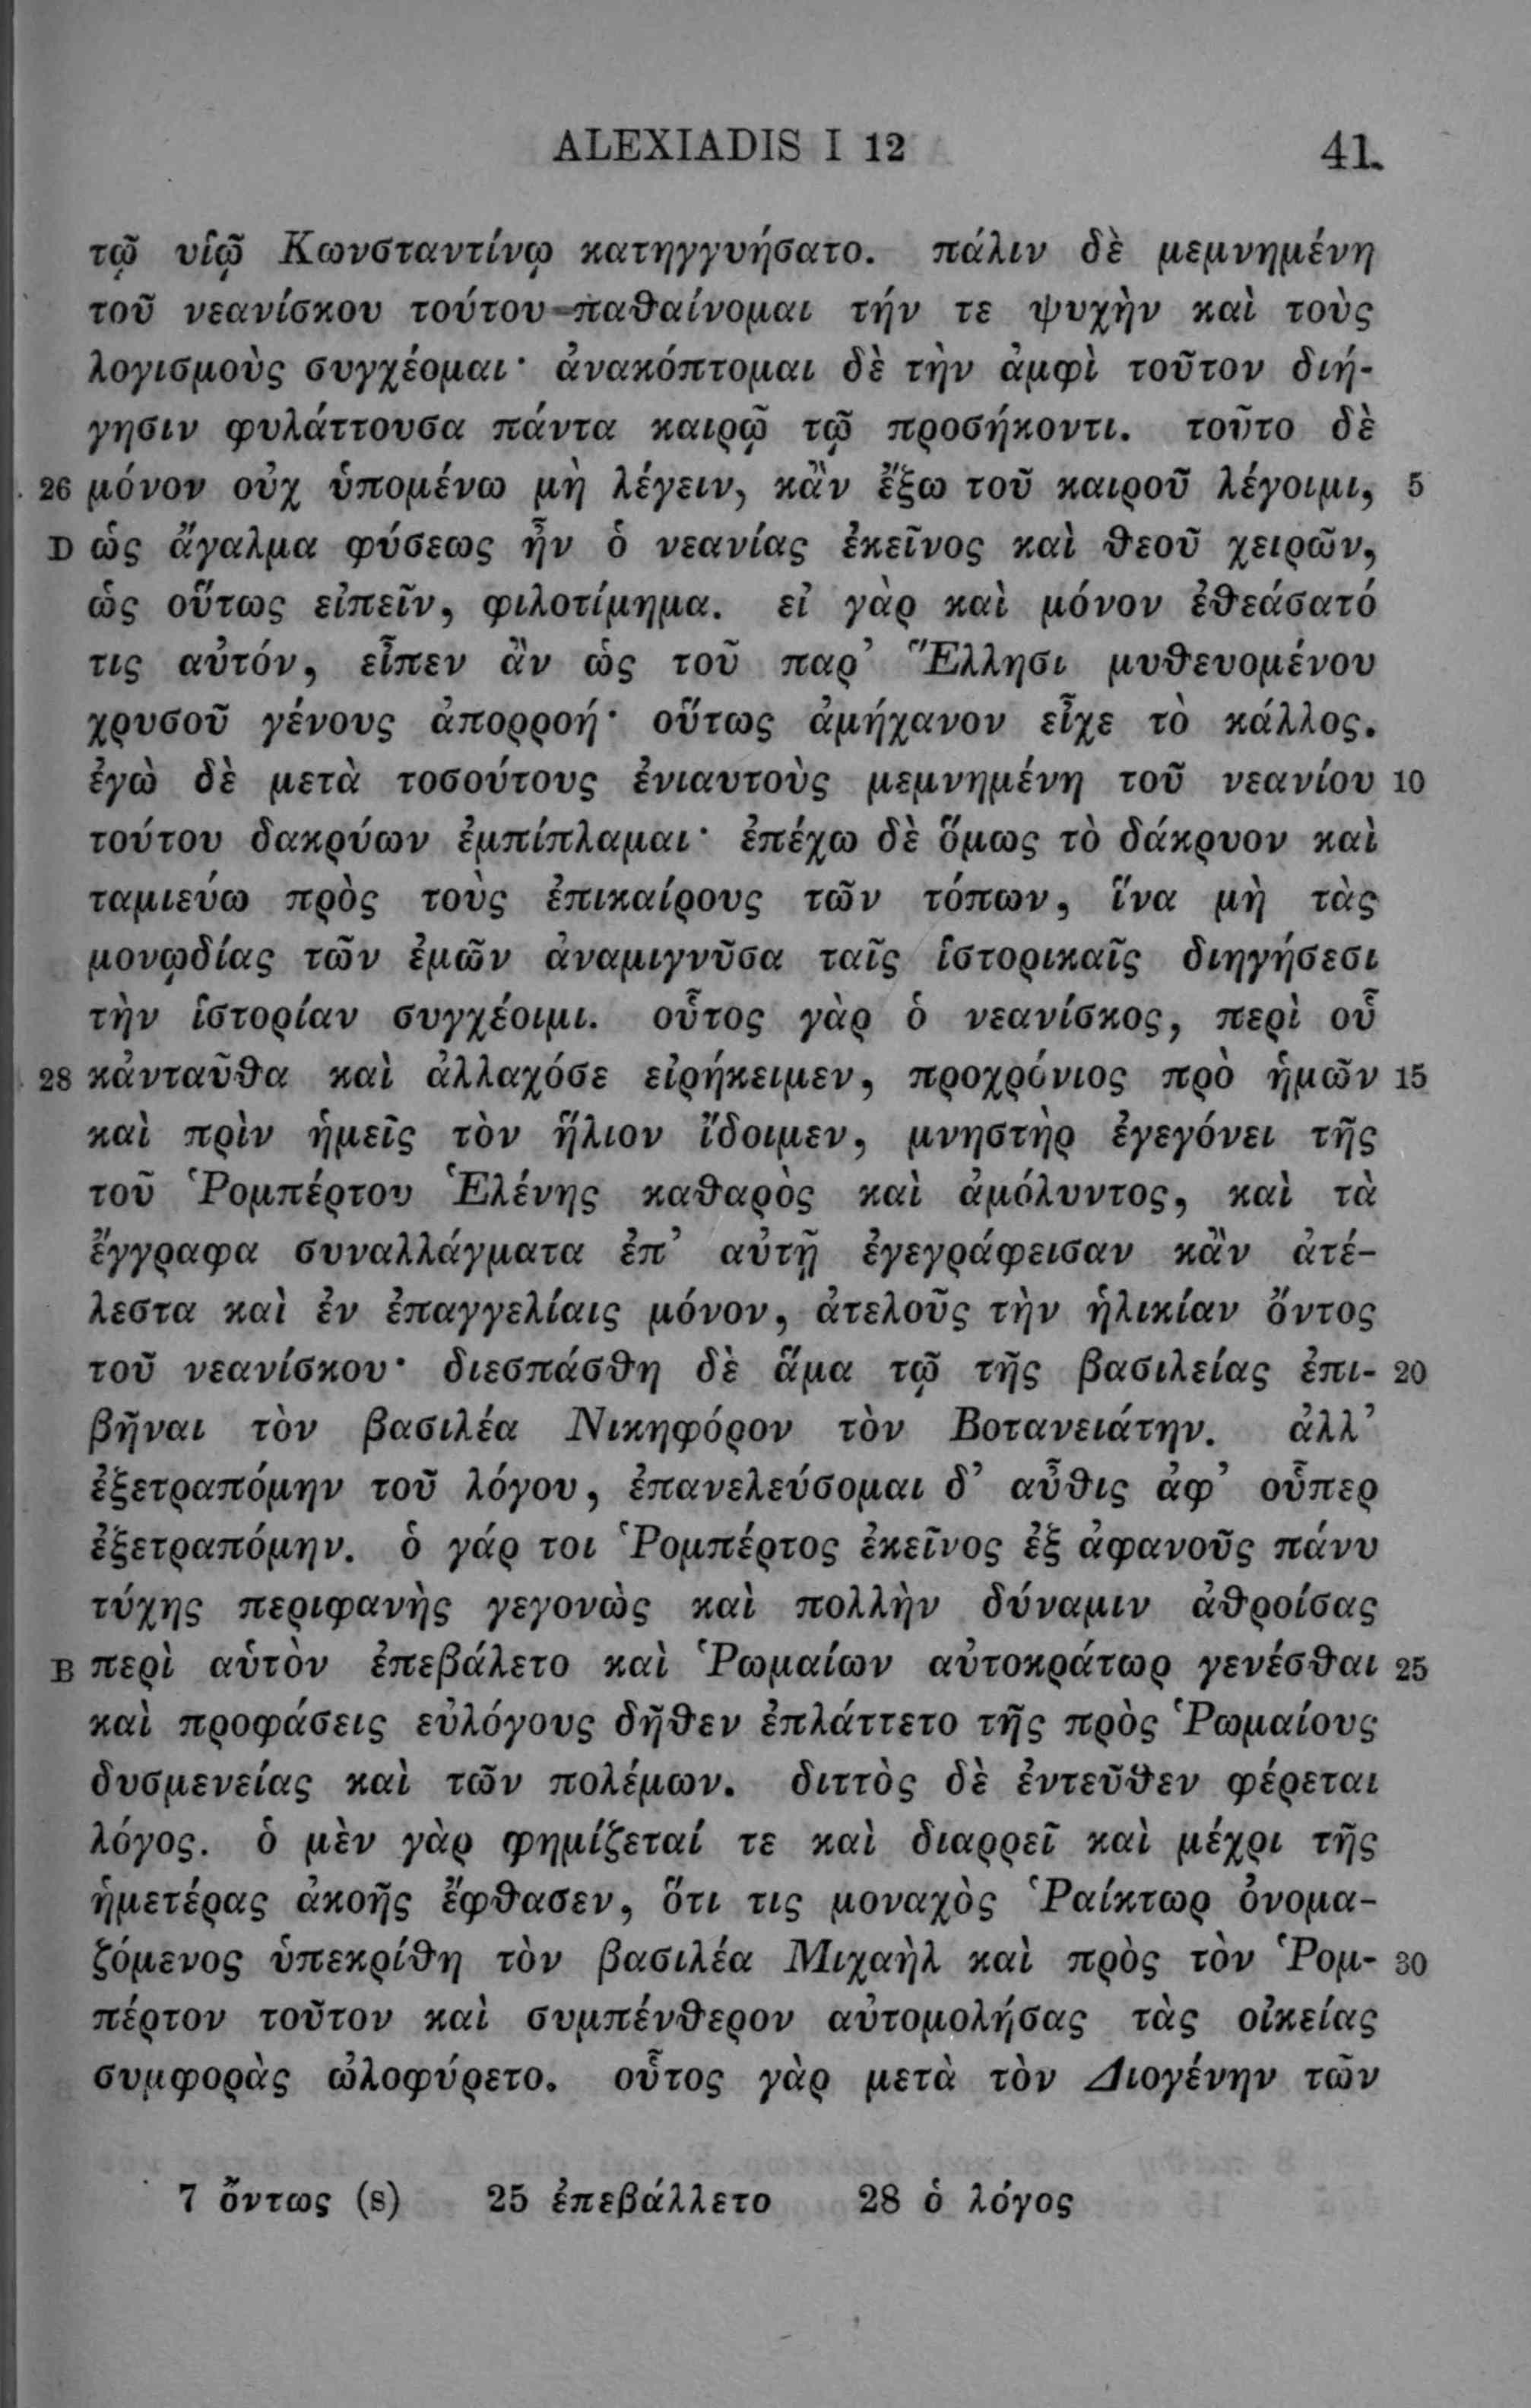 ALEXIADIS I 12 41
τῷ υἱῷ Κωνσταντίνῳ κατηγγυήσατο. πάλιν δὲ μεμνημένη
τοῦ νεανίσκου τούτου παθαίνομαι τήν τε ψυχὴν καὶ τοὺς
λογισμοὺς συγχέομαι· ἀνακόπτομαι δὲ τὴν ἀμφὶ τοῦτον διή-
γησιν φυλάττουσα πάντα καιρῷ τῷ προσήκοντι. τοῦτο δὲ
26 μόνον οὐχ ὑπομένω μὴ λέγειν, κἂν ἔξω τοῦ καιροῦ λέγοιμι, 5
D ὡς ἄγαλμα φύσεως ἦν ὁ νεανίας ἐκεῖνος καὶ θεοῦ χειρῶν,
ὡς οὕτως εἰπεῖν, φιλοτίμημα. εἰ γὰρ καὶ μόνον ἐθεάσατό
τις αὐτόν, εἶπεν ἂν ὡς τοῦ παρ’ Ἕλλησι μυθευομένου
χρυσοῦ γένους ἀπορροή· οὕτως ἀμήχανον εἶχε τὸ κάλλος.
ἐγὼ δὲ μετὰ τοσούτους ἐνιαυτοὺς μεμνημένη τοῦ νεανίου 10
τούτου δακρύων ἐμπίπλαμαι· ἐπέχω δὲ ὅμως τὸ δάκρυον καὶ
ταμιεύω πρὸς τοὺς ἐπικαίρους τῶν τόπων, ἵνα μὴ τὰς
μονῳδίας τῶν ἐμῶν ἀναμιγνῦσα ταῖς ἱστορικαῖς διηγήσεσι
τὴν ἱστορίαν συγχέοιμι. οὗτος γὰρ ὁ νεανίσκος, περὶ οὗ
28 κἀνταῦθα καὶ ἀλλαχόσε εἰρήκειμεν, προχρόνιος πρὸ ἡμῶν 15
καὶ πρὶν ἡμεῖς τὸν ἥλιον ἴδοιμεν, μνηστὴρ ἐγεγόνει τῆς
τοῦ Ῥομπέρτου Ἑλένης καθαρὸς καὶ ἀμόλυντος, καὶ τὰ
ἔγγραφα συναλλάγματα ἐπ’ αὐτῇ ἐγεγράφεισαν κἂν ἀτέ-
λεστα καὶ ἐν ἐπαγγελίαις μόνον, ἀτελοῦς τὴν ἡλικίαν ὄντος
τοῦ νεανίσκου· διεσπάσθη δὲ ἅμα τῷ τῆς βασιλείας ἐπι- 20
βῆναι τὸν βασιλέα Νικηφόρον τὸν Βοτανειάτην. ἀλλ’
ἐξετραπόμην τοῦ λόγου, ἐπανελεύσομαι δ’ αὖθις ἀφ’ οὗπερ
ἐξετραπόμην. ὁ γάρ τοι Ῥομπέρτος ἐκεῖνος ἐξ ἀφανοῦς πάνυ
τύχης περιφανὴς γεγονὼς καὶ πολλὴν δύναμιν ἀθροίσας
B περὶ αὑτὸν ἐπεβάλετο καὶ Ῥωμαίων αὐτοκράτωρ γενέσθαι 25
καὶ προφάσεις εὐλόγους δῆθεν ἐπλάττετο τῆς πρὸς Ῥωμαίους
δυσμενείας καὶ τῶν πολέμων. διττὸς δὲ ἐντεῦθεν φέρεται
λόγος. ὁ μὲν γὰρ φημίζεταί τε καὶ διαρρεῖ καὶ μέχρι τῆς
ἡμετέρας ἀκοῆς ἔφθασεν, ὅτι τις μοναχὸς Ῥαίκτωρ ὀνομα-
ζόμενος ὑπεκρίθη τὸν βασιλέα Μιχαὴλ καὶ πρὸς τὸν Ῥομ- 30
πέρτον τοῦτον καὶ συμπένθερον αὐτομολήσας τὰς οἰκείας
συμφορὰς ὠλοφύρετο. οὗτος γὰρ μετὰ τὸν Διογένην τῶν
7 ὄντως (s) 25 ἐπεβάλλετο 28 ὁ λόγος